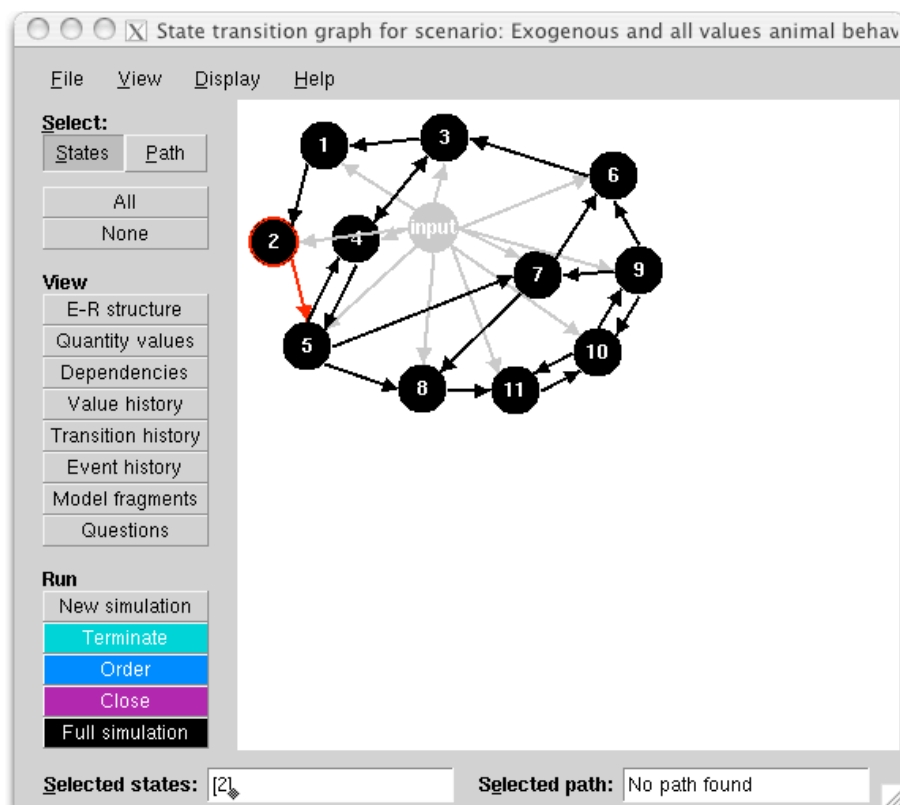 X State transition graph for scenario: Exogenous and all values animal behav
File View Display Help
Select:
States Path
All
None
View
E-R structure
Quantity values
Dependencies
Value history
Transition history
Event history
Model fragments
Questions
Run
New simulation
Terminate
Order
Close
Full simulation
1
3
6
input
2
4
7
9
5
10
8
11
Selected states: [2] Selected path: No path found